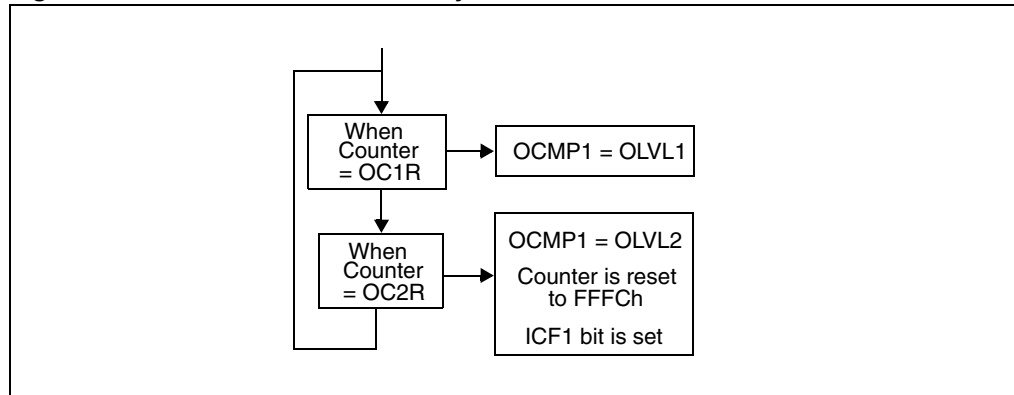 When
Counter
= OC1R
OCMP1 = OLVL1
When
Counter
= OC2R
OCMP1 = OLVL2
Counter is reset
to FFFCh
ICF1 bit is set